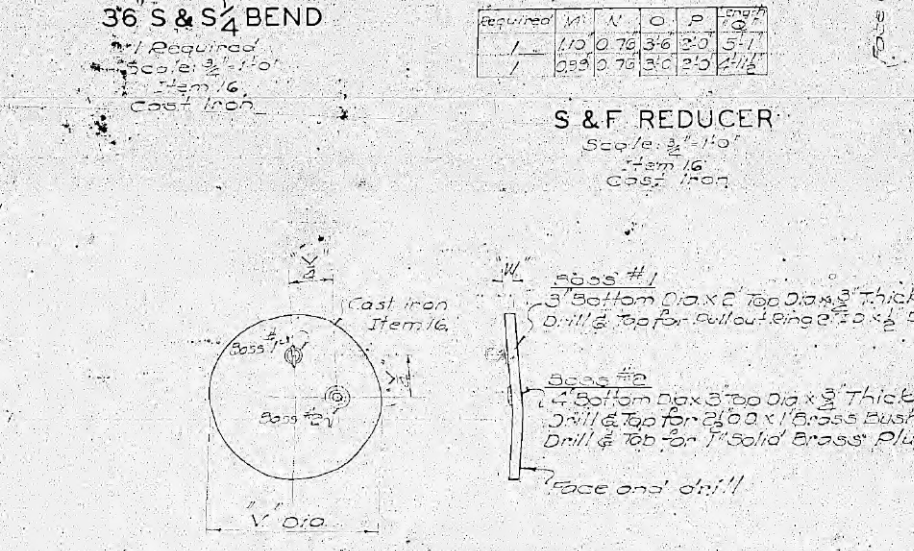 36" S & S ¼ BEND
1 Required
Scale: ¾"=1'-0"
Item 16.
Cast Iron
Required "M" "N" "O" "P" Length "Q"
1 1.10" 0.76 3'-6" 2'-0" 5'-1"
1 0.99" 0.76 3'-0" 2'-0"
S & F REDUCER
Scale: ¾"=1'-0"
Item 16
Cast Iron
Face
Cast iron
Item 16.
Boss #1
Boss #2
"V" Dia.
"W"
Boss #1
3" Bottom Dia. x 2" Top Dia. x ¾" Thick
Drill & Tap for Pullout Ring
Boss #2
4" Bottom Dia x 3" Top Dia. x ¾" Thick
Drill & Tap for 2½" O.D. x 1" Brass Bush
Drill & Tap for 1" Solid Brass Plu
Face and drill